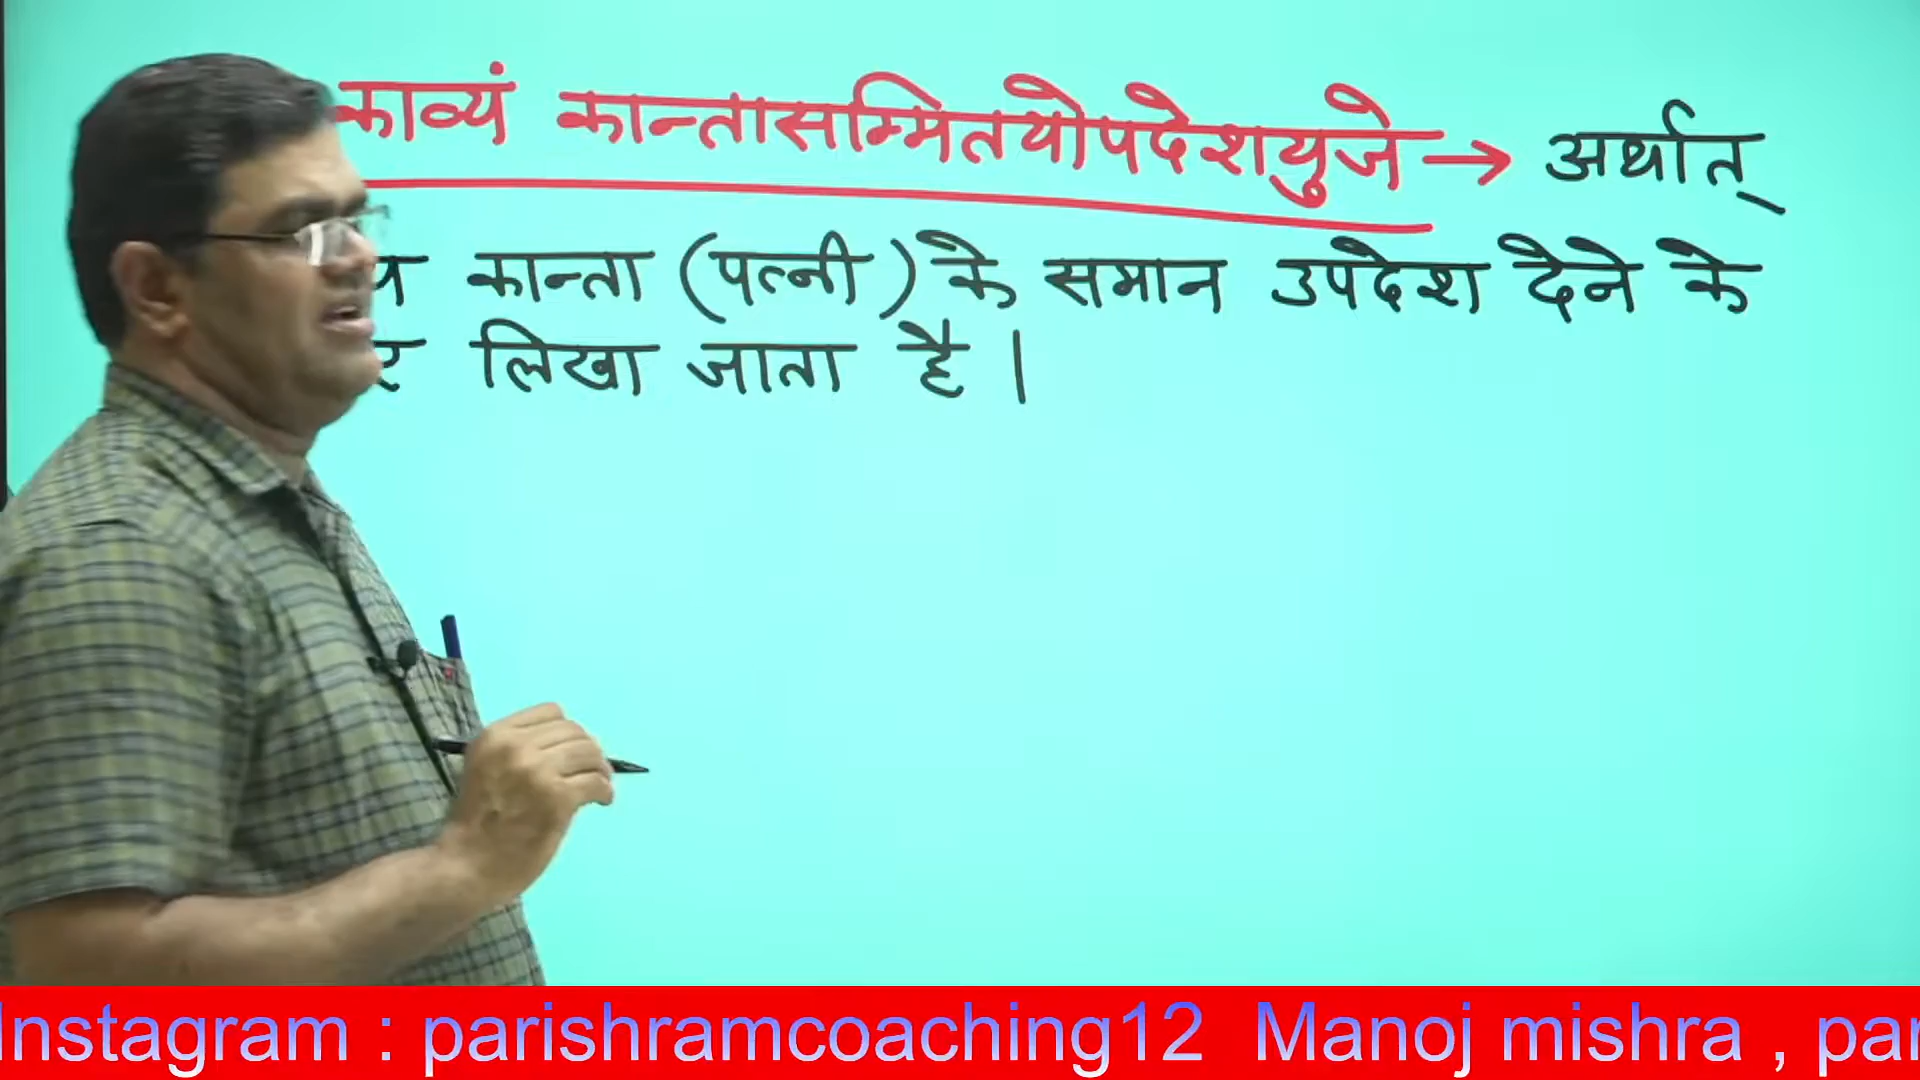 काव्यं कान्तासम्मितयोपदेशयुजे → अर्थात्
कान्ता (पत्नी) के समान उपदेश देने के
लिखा जाता है।
Instagram : parishramcoaching12 Manoj mishra , par